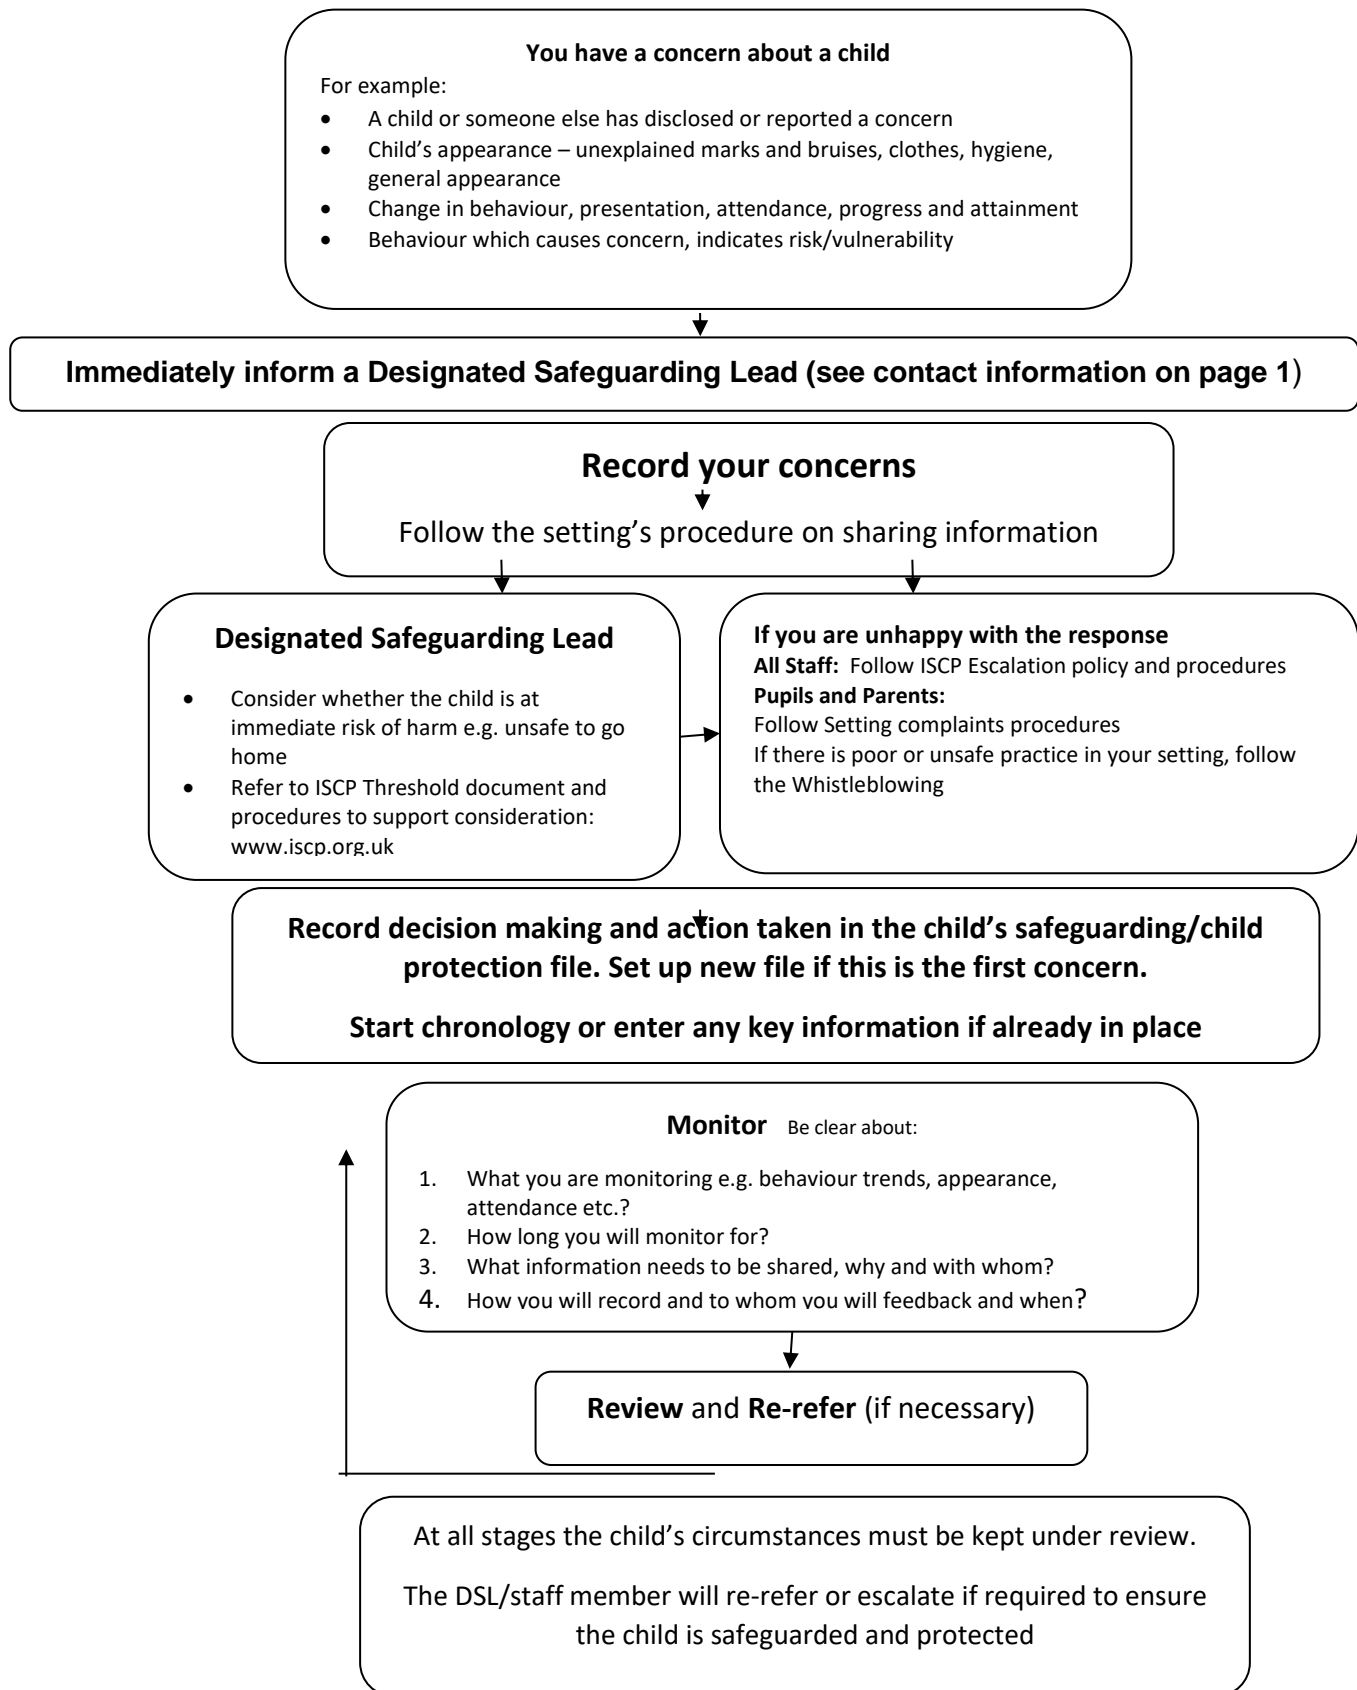 You have a concern about a child
For example:
• A child or someone else has disclosed or reported a concern
• Child’s appearance – unexplained marks and bruises, clothes, hygiene,
general appearance
• Change in behaviour, presentation, attendance, progress and attainment
• Behaviour which causes concern, indicates risk/vulnerability
Immediately inform a Designated Safeguarding Lead (see contact information on page 1)
Record your concerns
Follow the setting’s procedure on sharing information
Designated Safeguarding Lead
• Consider whether the child is at
immediate risk of harm e.g. unsafe to go
home
• Refer to ISCP Threshold document and
procedures to support consideration:
www.iscp.org.uk
If you are unhappy with the response
All Staff: Follow ISCP Escalation policy and procedures
Pupils and Parents:
Follow Setting complaints procedures
If there is poor or unsafe practice in your setting, follow
the Whistleblowing
Record decision making and action taken in the child’s safeguarding/child
protection file. Set up new file if this is the first concern.
Start chronology or enter any key information if already in place
Monitor Be clear about:
1. What you are monitoring e.g. behaviour trends, appearance,
attendance etc.?
2. How long you will monitor for?
3. What information needs to be shared, why and with whom?
4. How you will record and to whom you will feedback and when?
Review and Re-refer (if necessary)
At all stages the child’s circumstances must be kept under review.
The DSL/staff member will re-refer or escalate if required to ensure
the child is safeguarded and protected